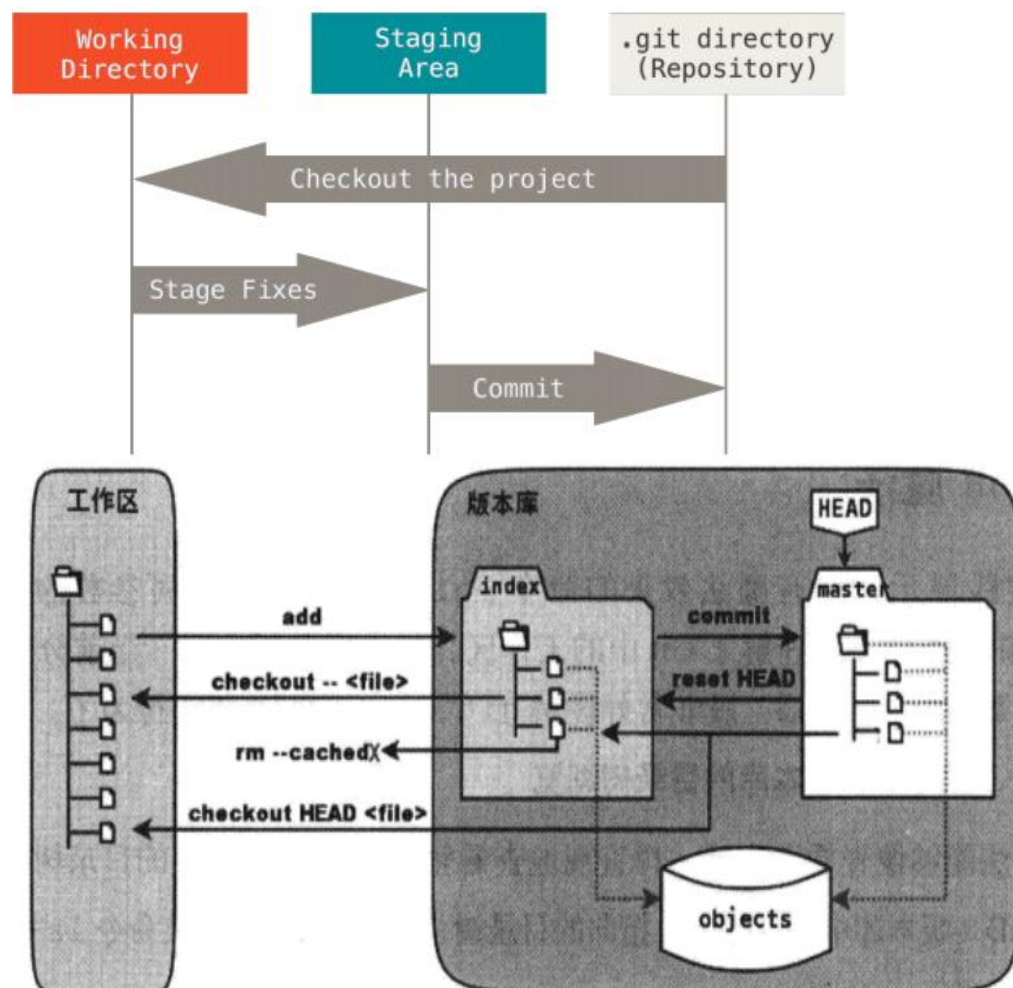 Working
Directory
Staging
Area
.git directory
(Repository)
Checkout the project
Stage Fixes
Commit
工作区
版本库
HEAD
index
master
add
commit
checkout -- <file>
reset HEAD
rm --cached
checkout HEAD <file>
objects